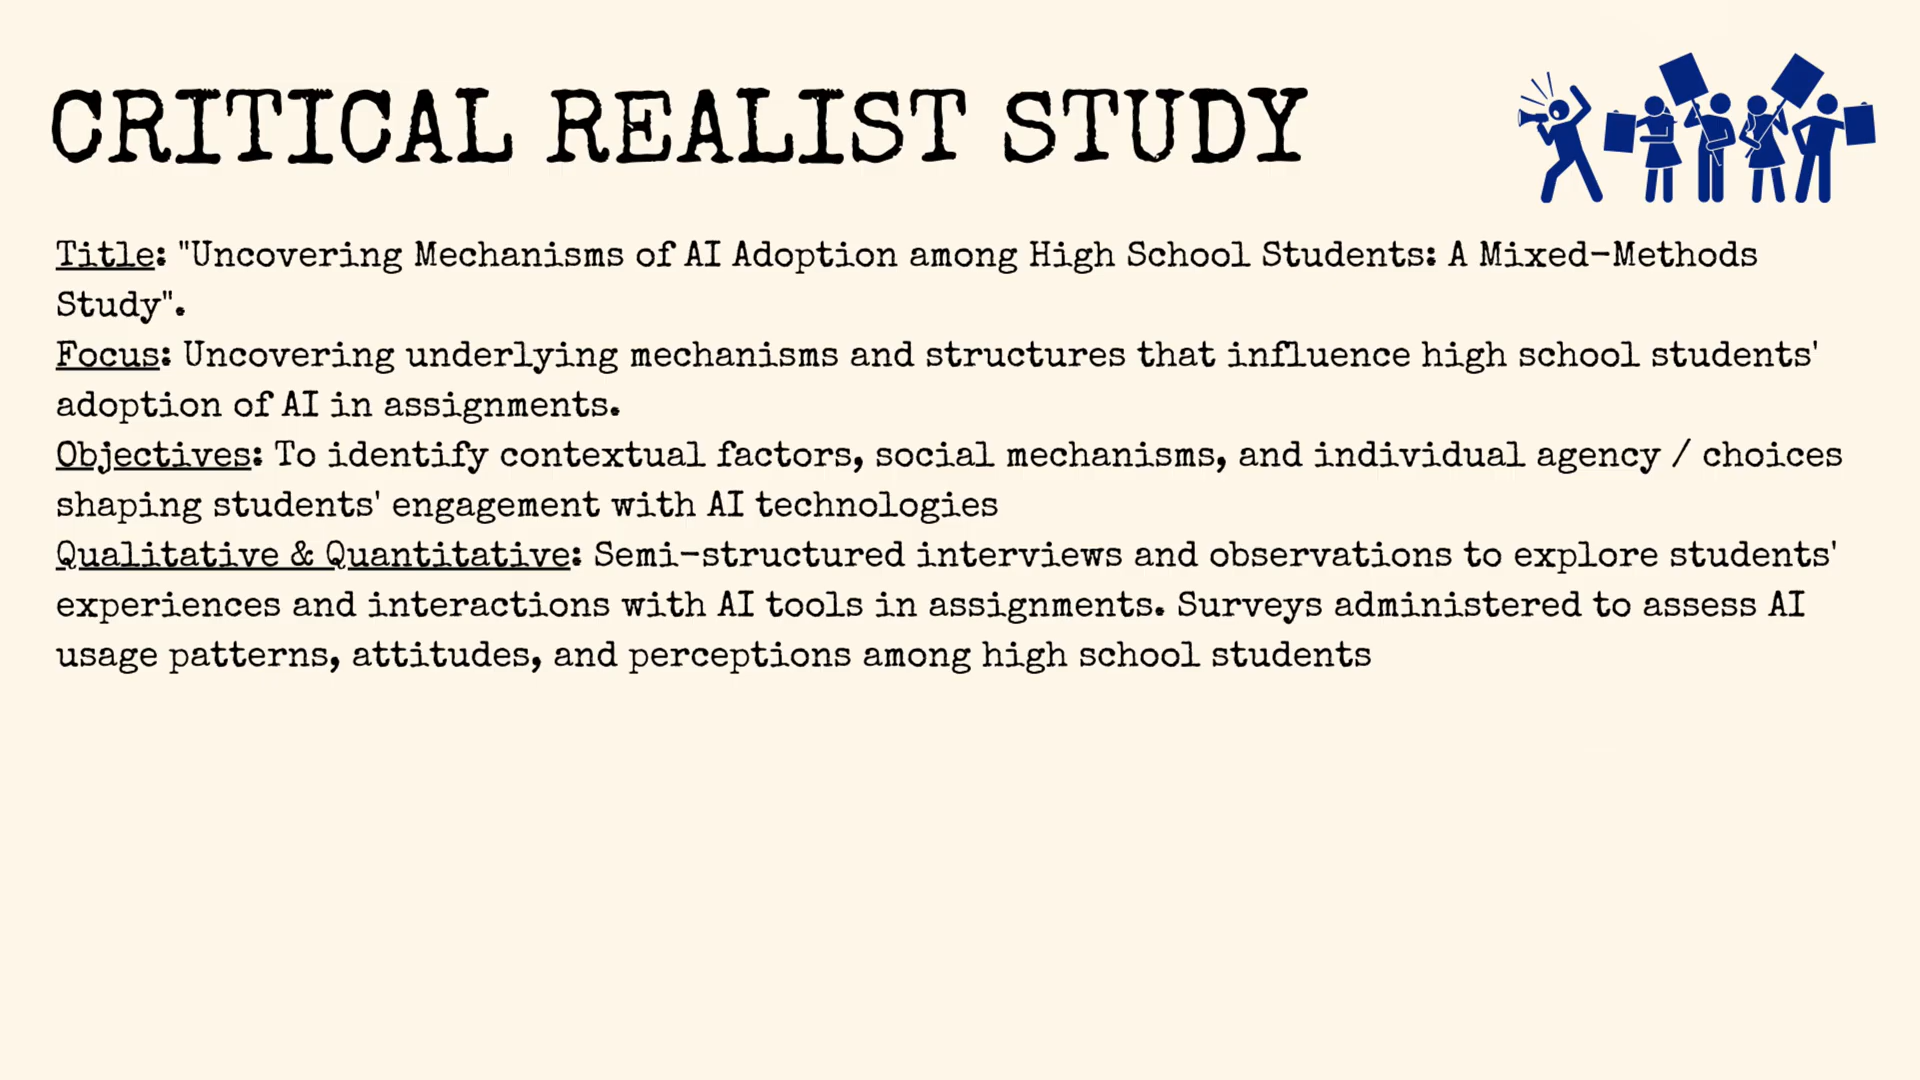 CRITICAL REALIST STUDY
Title: "Uncovering Mechanisms of AI Adoption among High School Students: A Mixed-Methods
Study".
Focus: Uncovering underlying mechanisms and structures that influence high school students'
adoption of AI in assignments.
Objectives: To identify contextual factors, social mechanisms, and individual agency / choices
shaping students' engagement with AI technologies
Qualitative & Quantitative: Semi-structured interviews and observations to explore students'
experiences and interactions with AI tools in assignments. Surveys administered to assess AI
usage patterns, attitudes, and perceptions among high school students